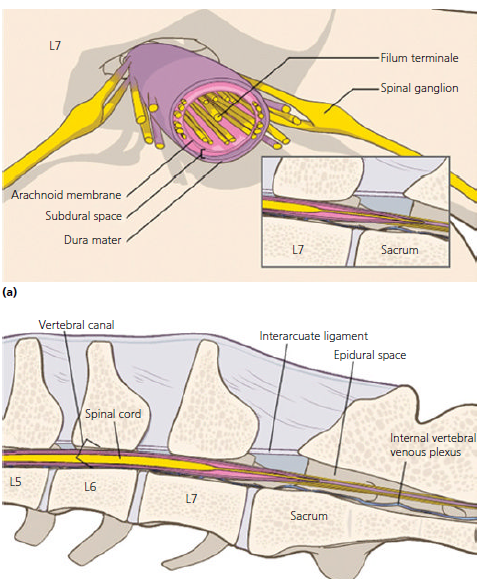 L7
Filum terminale
Spinal ganglion
Arachnoid membrane
Subdural space
Dura mater
L7
Sacrum
(a)
Vertebral canal
Interarcuate ligament
Epidural space
Spinal cord
Internal vertebral
venous plexus
L5
L6
L7
Sacrum